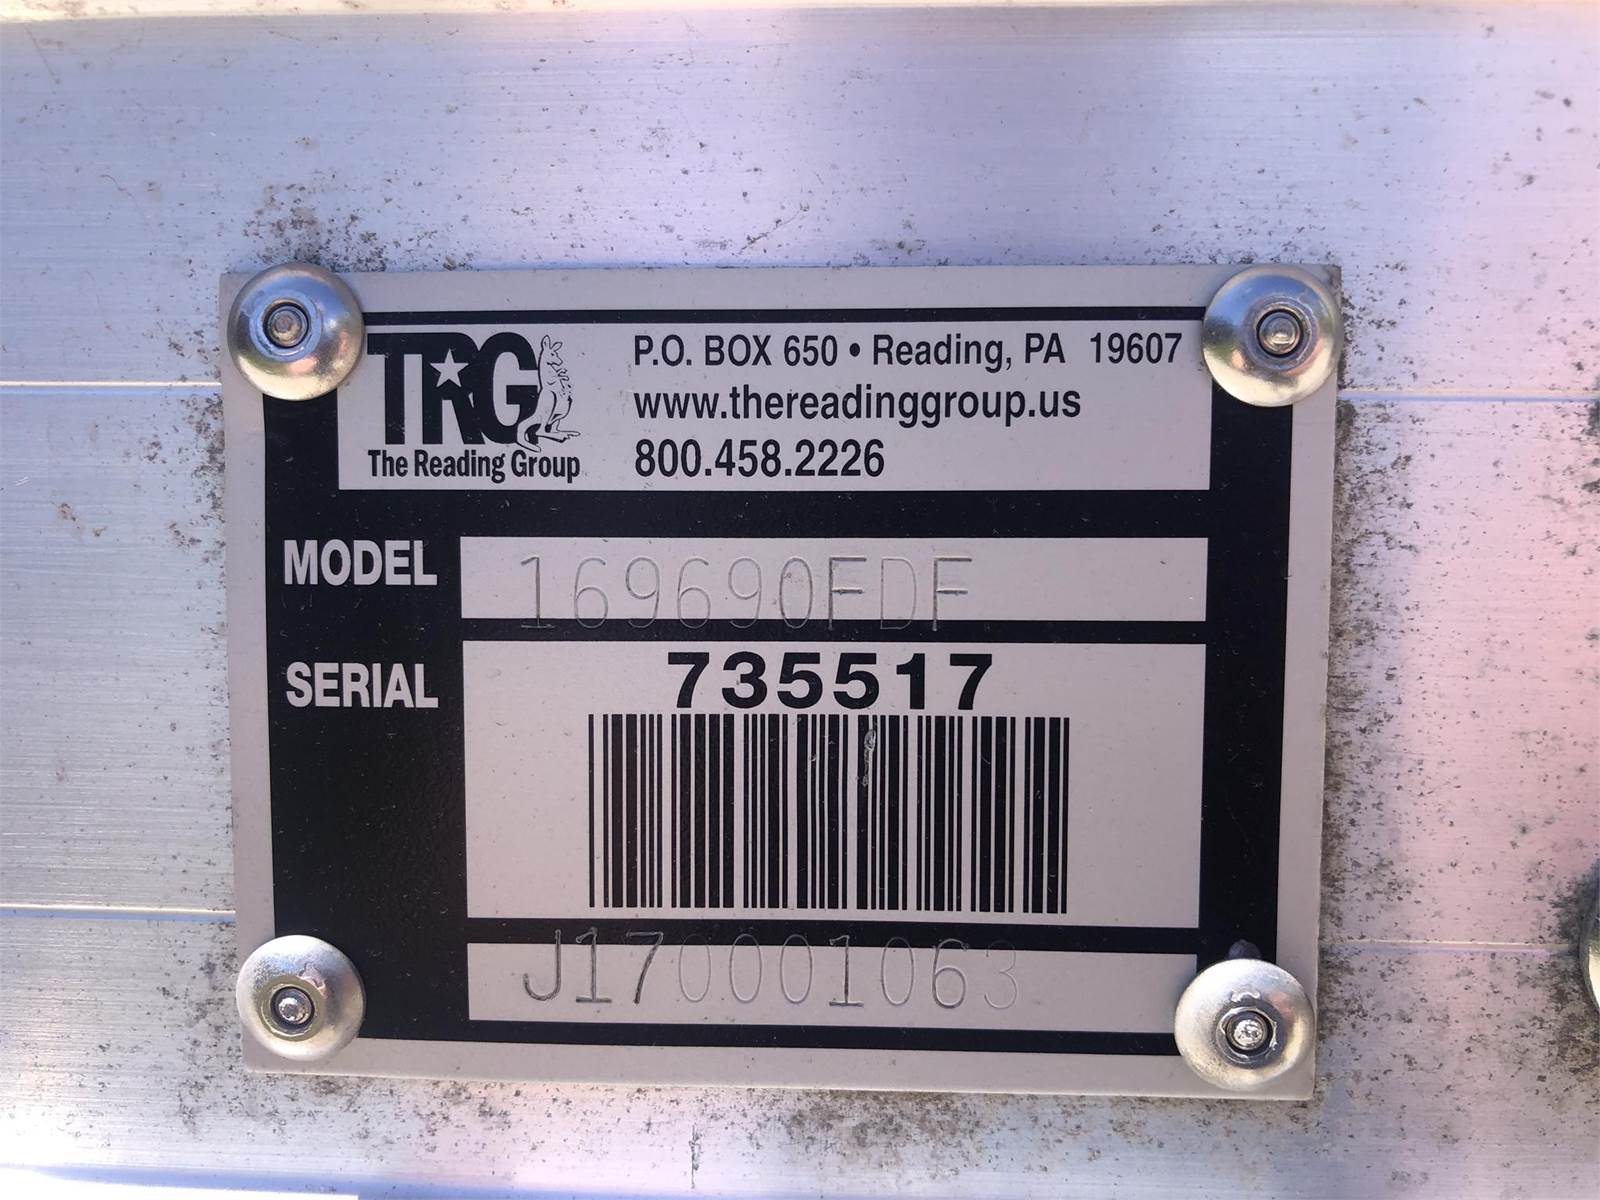 TRG
The Reading Group
P.O. BOX 650 • Reading, PA 19607
www.thereadinggroup.us
800.458.2226
MODEL 169690FDF
SERIAL 735517
J170001063